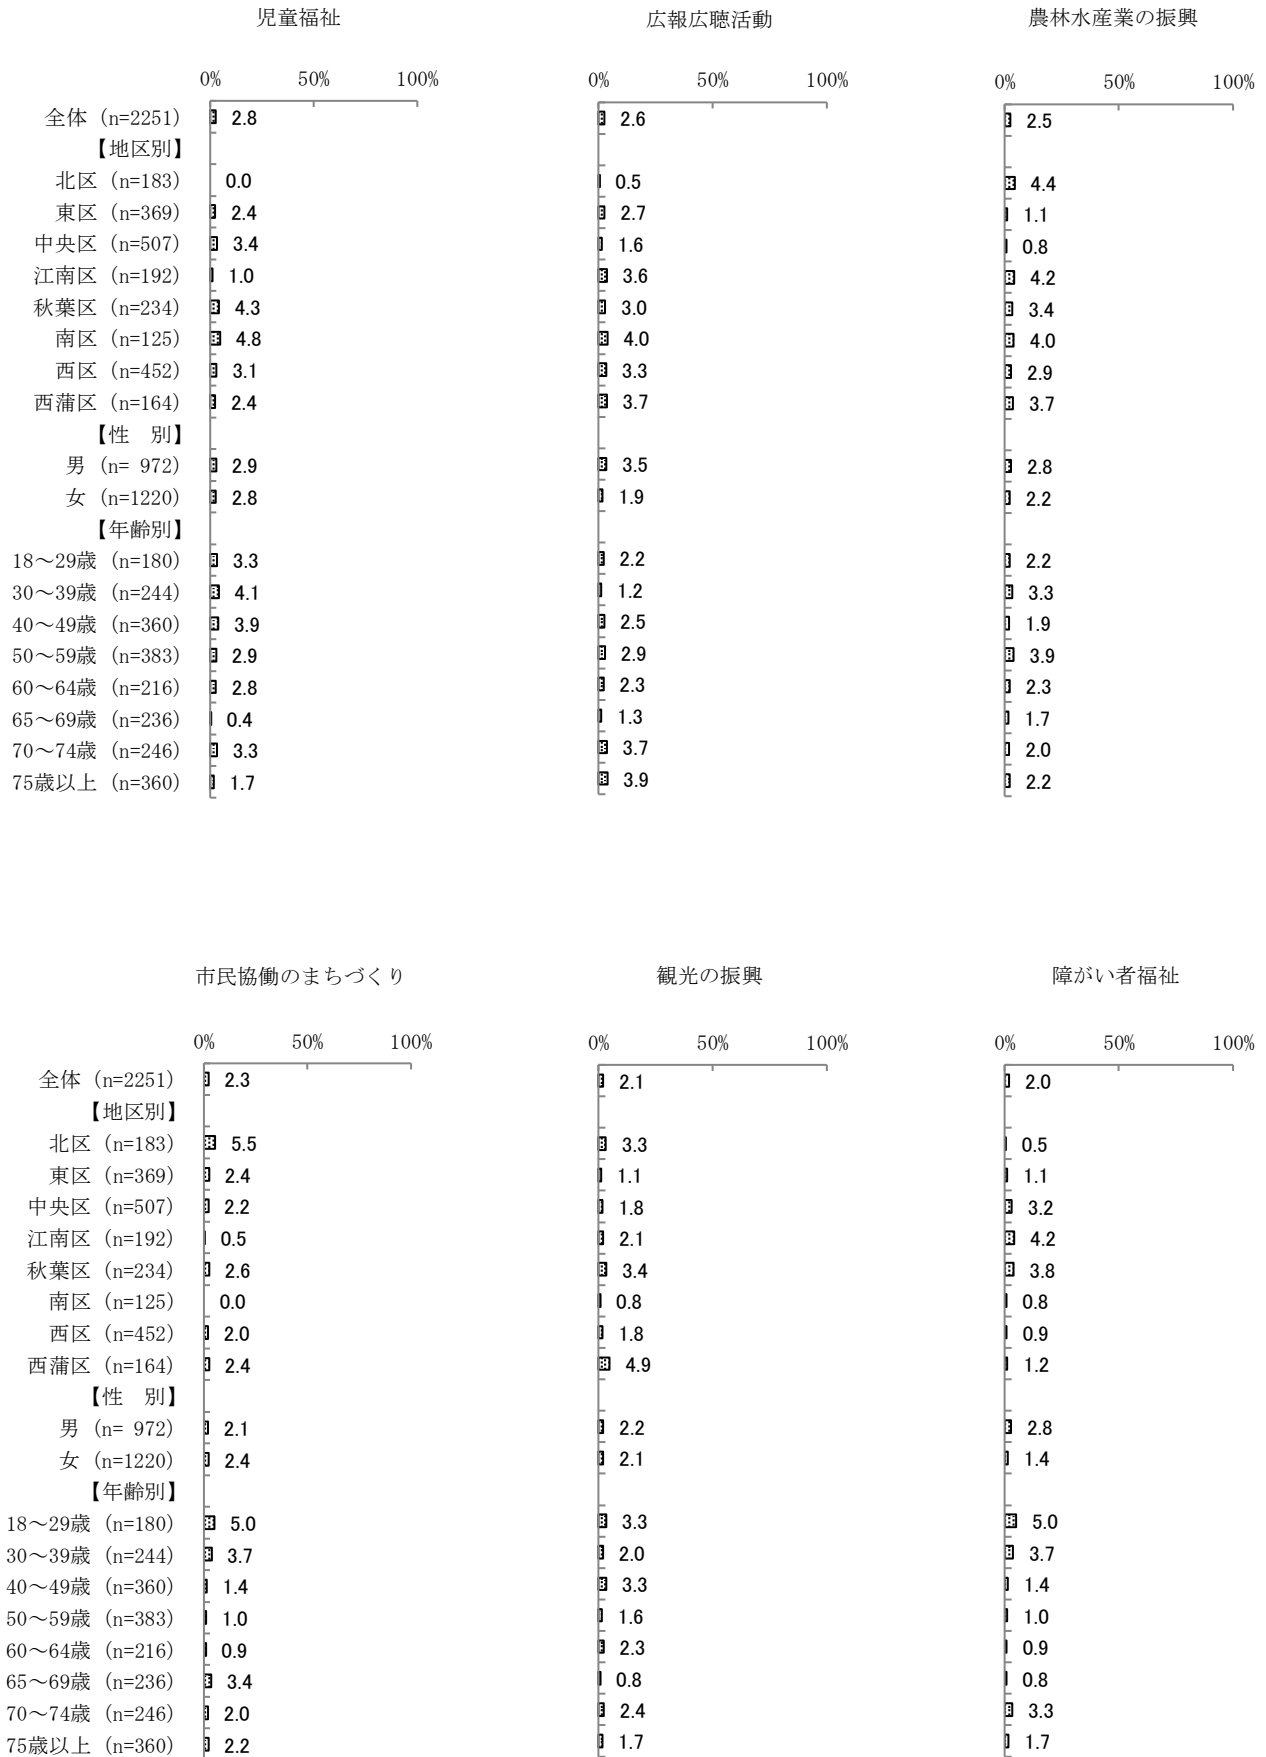 児童福祉 広報広聴活動 農林水産業の振興
0% 50% 100% 0% 50% 100% 0% 50% 100%
全体 (n=2251) 2.8 2.6 2.5
【地区別】
北区 (n=183) 0.0 0.5 4.4
東区 (n=369) 2.4 2.7 1.1
中央区 (n=507) 3.4 1.6 0.8
江南区 (n=192) 1.0 3.6 4.2
秋葉区 (n=234) 4.3 3.0 3.4
南区 (n=125) 4.8 4.0 4.0
西区 (n=452) 3.1 3.3 2.9
西蒲区 (n=164) 2.4 3.7 3.7
【性　別】
男 (n= 972) 2.9 3.5 2.8
女 (n=1220) 2.8 1.9 2.2
【年齢別】
18～29歳 (n=180) 3.3 2.2 2.2
30～39歳 (n=244) 4.1 1.2 3.3
40～49歳 (n=360) 3.9 2.5 1.9
50～59歳 (n=383) 2.9 2.9 3.9
60～64歳 (n=216) 2.8 2.3 2.3
65～69歳 (n=236) 0.4 1.3 1.7
70～74歳 (n=246) 3.3 3.7 2.0
75歳以上 (n=360) 1.7 3.9 2.2
市民協働のまちづくり 観光の振興 障がい者福祉
0% 50% 100% 0% 50% 100% 0% 50% 100%
全体 (n=2251) 2.3 2.1 2.0
【地区別】
北区 (n=183) 5.5 3.3 0.5
東区 (n=369) 2.4 1.1 1.1
中央区 (n=507) 2.2 1.8 3.2
江南区 (n=192) 0.5 2.1 4.2
秋葉区 (n=234) 2.6 3.4 3.8
南区 (n=125) 0.0 0.8 0.8
西区 (n=452) 2.0 1.8 0.9
西蒲区 (n=164) 2.4 4.9 1.2
【性　別】
男 (n= 972) 2.1 2.2 2.8
女 (n=1220) 2.4 2.1 1.4
【年齢別】
18～29歳 (n=180) 5.0 3.3 5.0
30～39歳 (n=244) 3.7 2.0 3.7
40～49歳 (n=360) 1.4 3.3 1.4
50～59歳 (n=383) 1.0 1.6 1.0
60～64歳 (n=216) 0.9 2.3 0.9
65～69歳 (n=236) 3.4 0.8 0.8
70～74歳 (n=246) 2.0 2.4 3.3
75歳以上 (n=360) 2.2 1.7 1.7